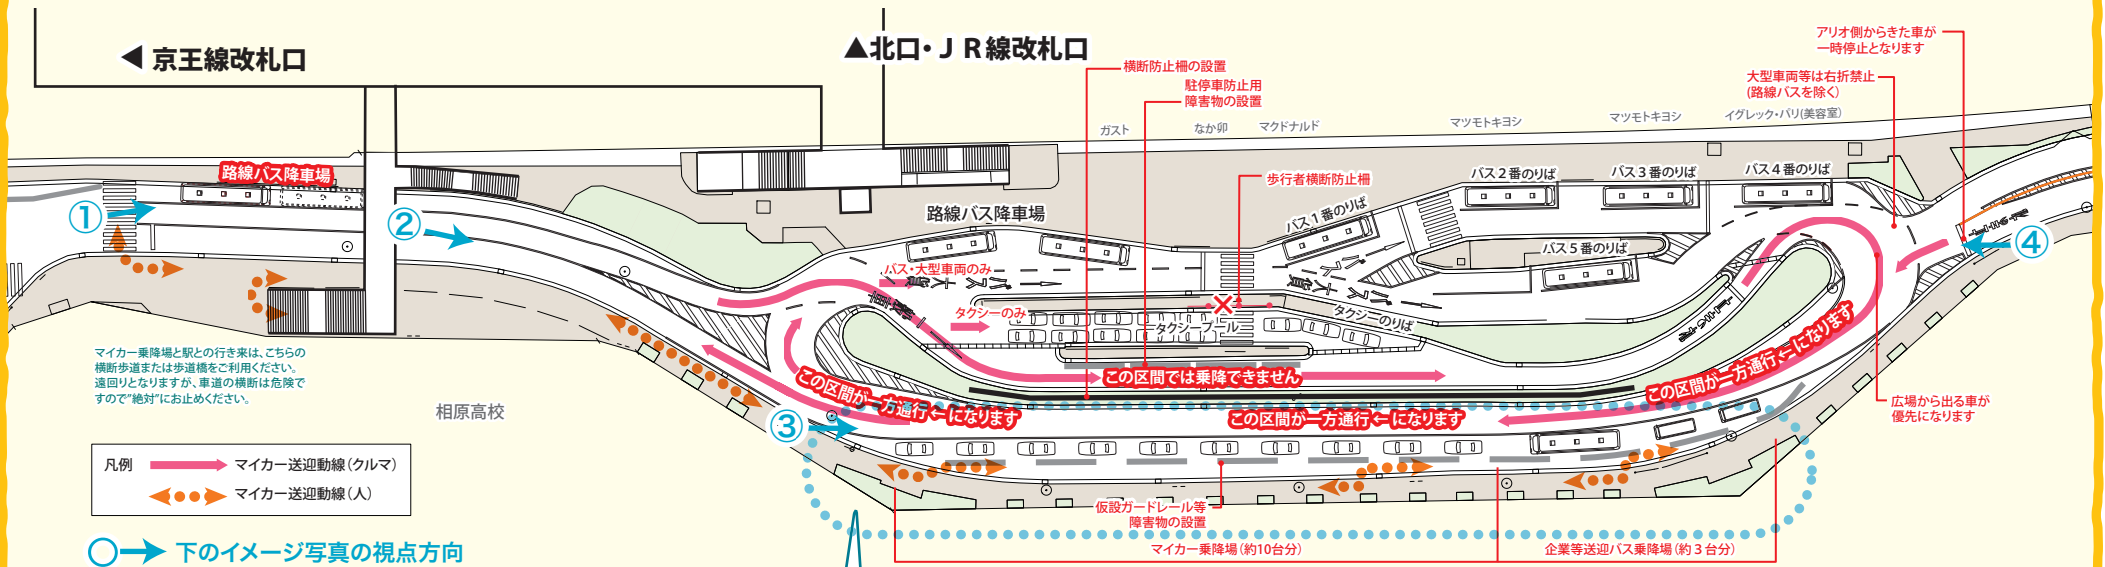 ◀ 京王線改札口
▲北口・ＪＲ線改札口
横断防止柵の設置
駐停車防止用
障害物の設置
アリオ側からきた車が
一時停止となります
大型車両等は右折禁止
(路線バスを除く)
ガスト
なか卯
マクドナルド
マツモトキヨシ
マツモトキヨシ
イグレック・パリ(美容室)
路線バス降車場
歩行者横断防止柵
バス２番のりば
バス３番のりば
バス４番のりば
①
②
路線バス降車場
バス１番のりば
バス５番のりば
④
バス・大型車両のみ
タクシーのみ
タクシープール
タクシーのりば
マイカー乗降場と駅との行き来は、こちらの
横断歩道または歩道橋をご利用ください。
遠回りとなりますが、車道の横断は危険で
すので"絶対"にお止めください。
相原高校
この区間では乗降できません
この区間が一方通行←になります
この区間が一方通行←になります
この区間が一方通行←になります
③
広場から出る車が
優先になります
凡例
マイカー送迎動線（クルマ）
マイカー送迎動線（人）
仮設ガードレール等
障害物の設置
マイカー乗降場（約10台分）
企業等送迎バス乗降場（約３台分）
下のイメージ写真の視点方向